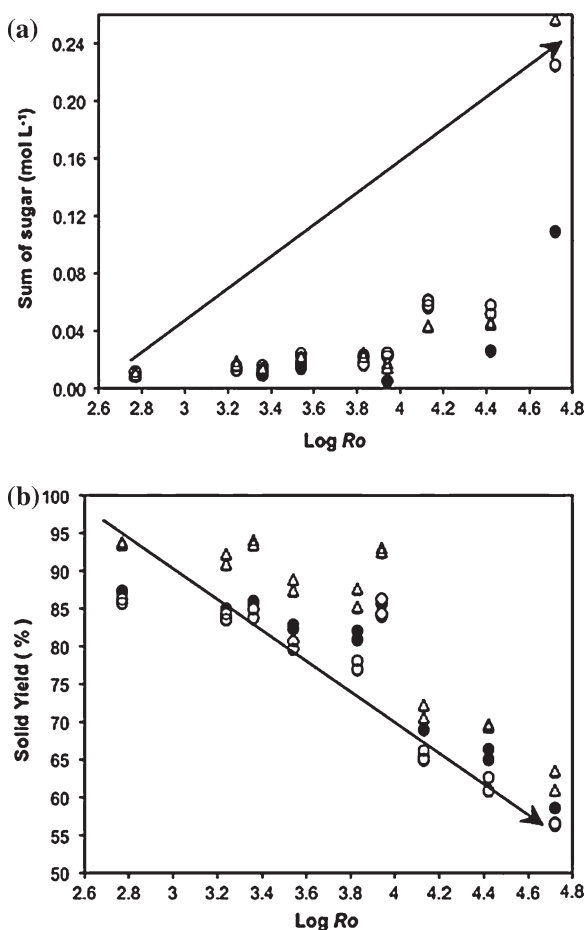 (a)
Sum of sugar (mol L-1)
0.24
0.20
0.16
0.12
0.08
0.04
0.00
2.6 2.8 3 3.2 3.4 3.6 3.8 4 4.2 4.4 4.6 4.8
Log Ro
(b)
Solid Yield ( % )
100
95
90
85
80
75
70
65
60
55
50
2.6 2.8 3 3.2 3.4 3.6 3.8 4 4.2 4.4 4.6 4.8
Log Ro